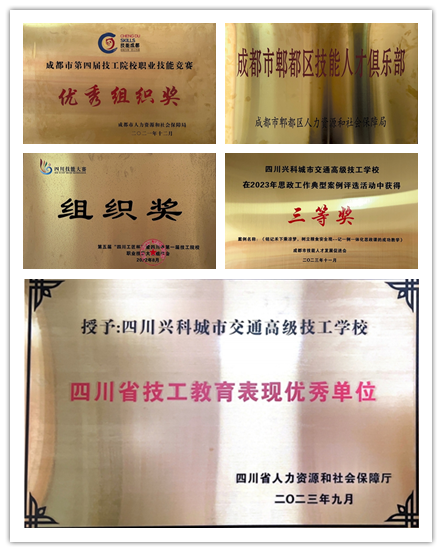 CHENGDU
SKILLS
技能成都
成都市第四届技工院校职业技能竞赛
优秀组织奖
成都市人力资源和社会保障局
二〇二一年十二月
成都市郫都区技能人才俱乐部
成都市郫都区人力资源和社会保障局
四川技能大赛
组织奖
四川兴科城市交通高级技工学校
在2023年思政工作典型案例评选活动中获得
三等奖
成都市技能人才发展促进会
二〇二三年十一月
授予:四川兴科城市交通高级技工学校
四川省技工教育表现优秀单位
四川省人力资源和社会保障厅
二〇二三年九月